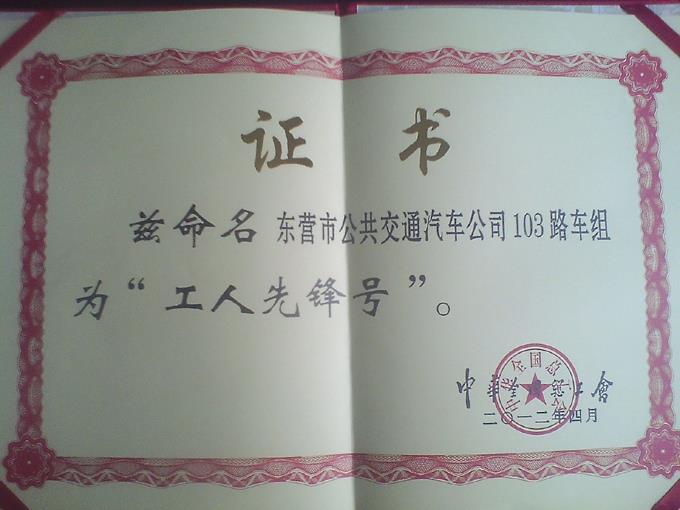 证书
兹命名 东营市公共交通汽车公司103路车组
为“工人先锋号”。
中华全国总工會
二〇一二年四月